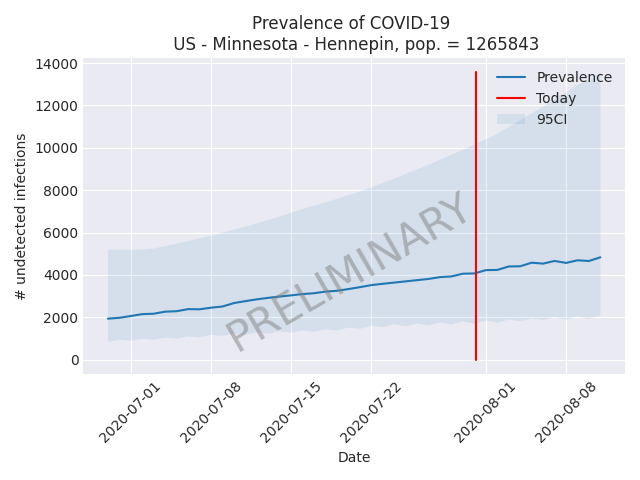 Prevalence of COVID-19
US - Minnesota - Hennepin, pop. = 1265843
# undetected infections
14000
12000
10000
8000
6000
4000
2000
0
Prevalence
Today
95CI
PRELIMINARY
2020-07-01
2020-07-08
2020-07-15
2020-07-22
2020-08-01
2020-08-08
Date